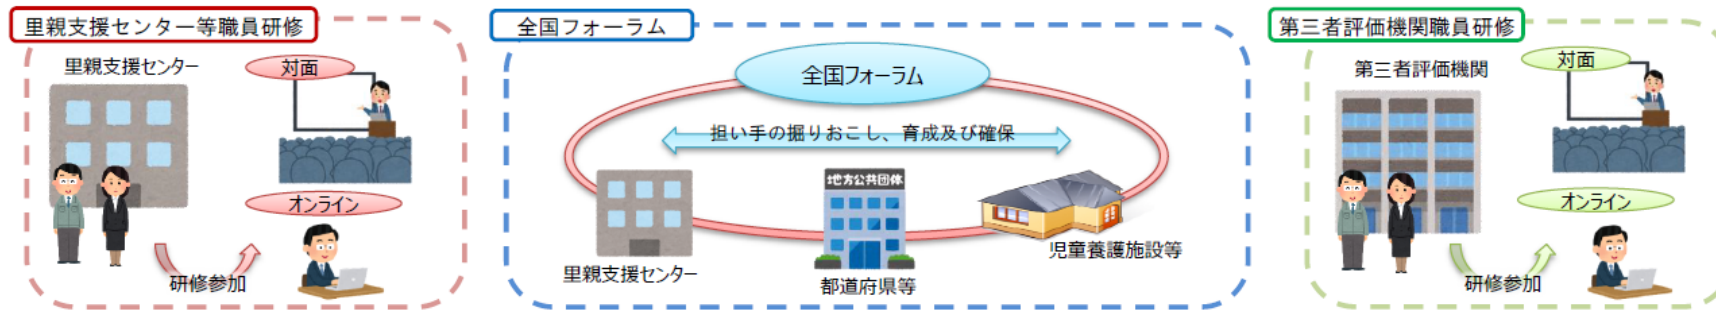 里親支援センター等職員研修
里親支援センター
対面
オンライン
研修参加
全国フォーラム
全国フォーラム
担い手の掘りおこし、育成及び確保
里親支援センター
地方公共団体
都道府県等
児童養護施設等
第三者評価機関職員研修
第三者評価機関
対面
オンライン
研修参加